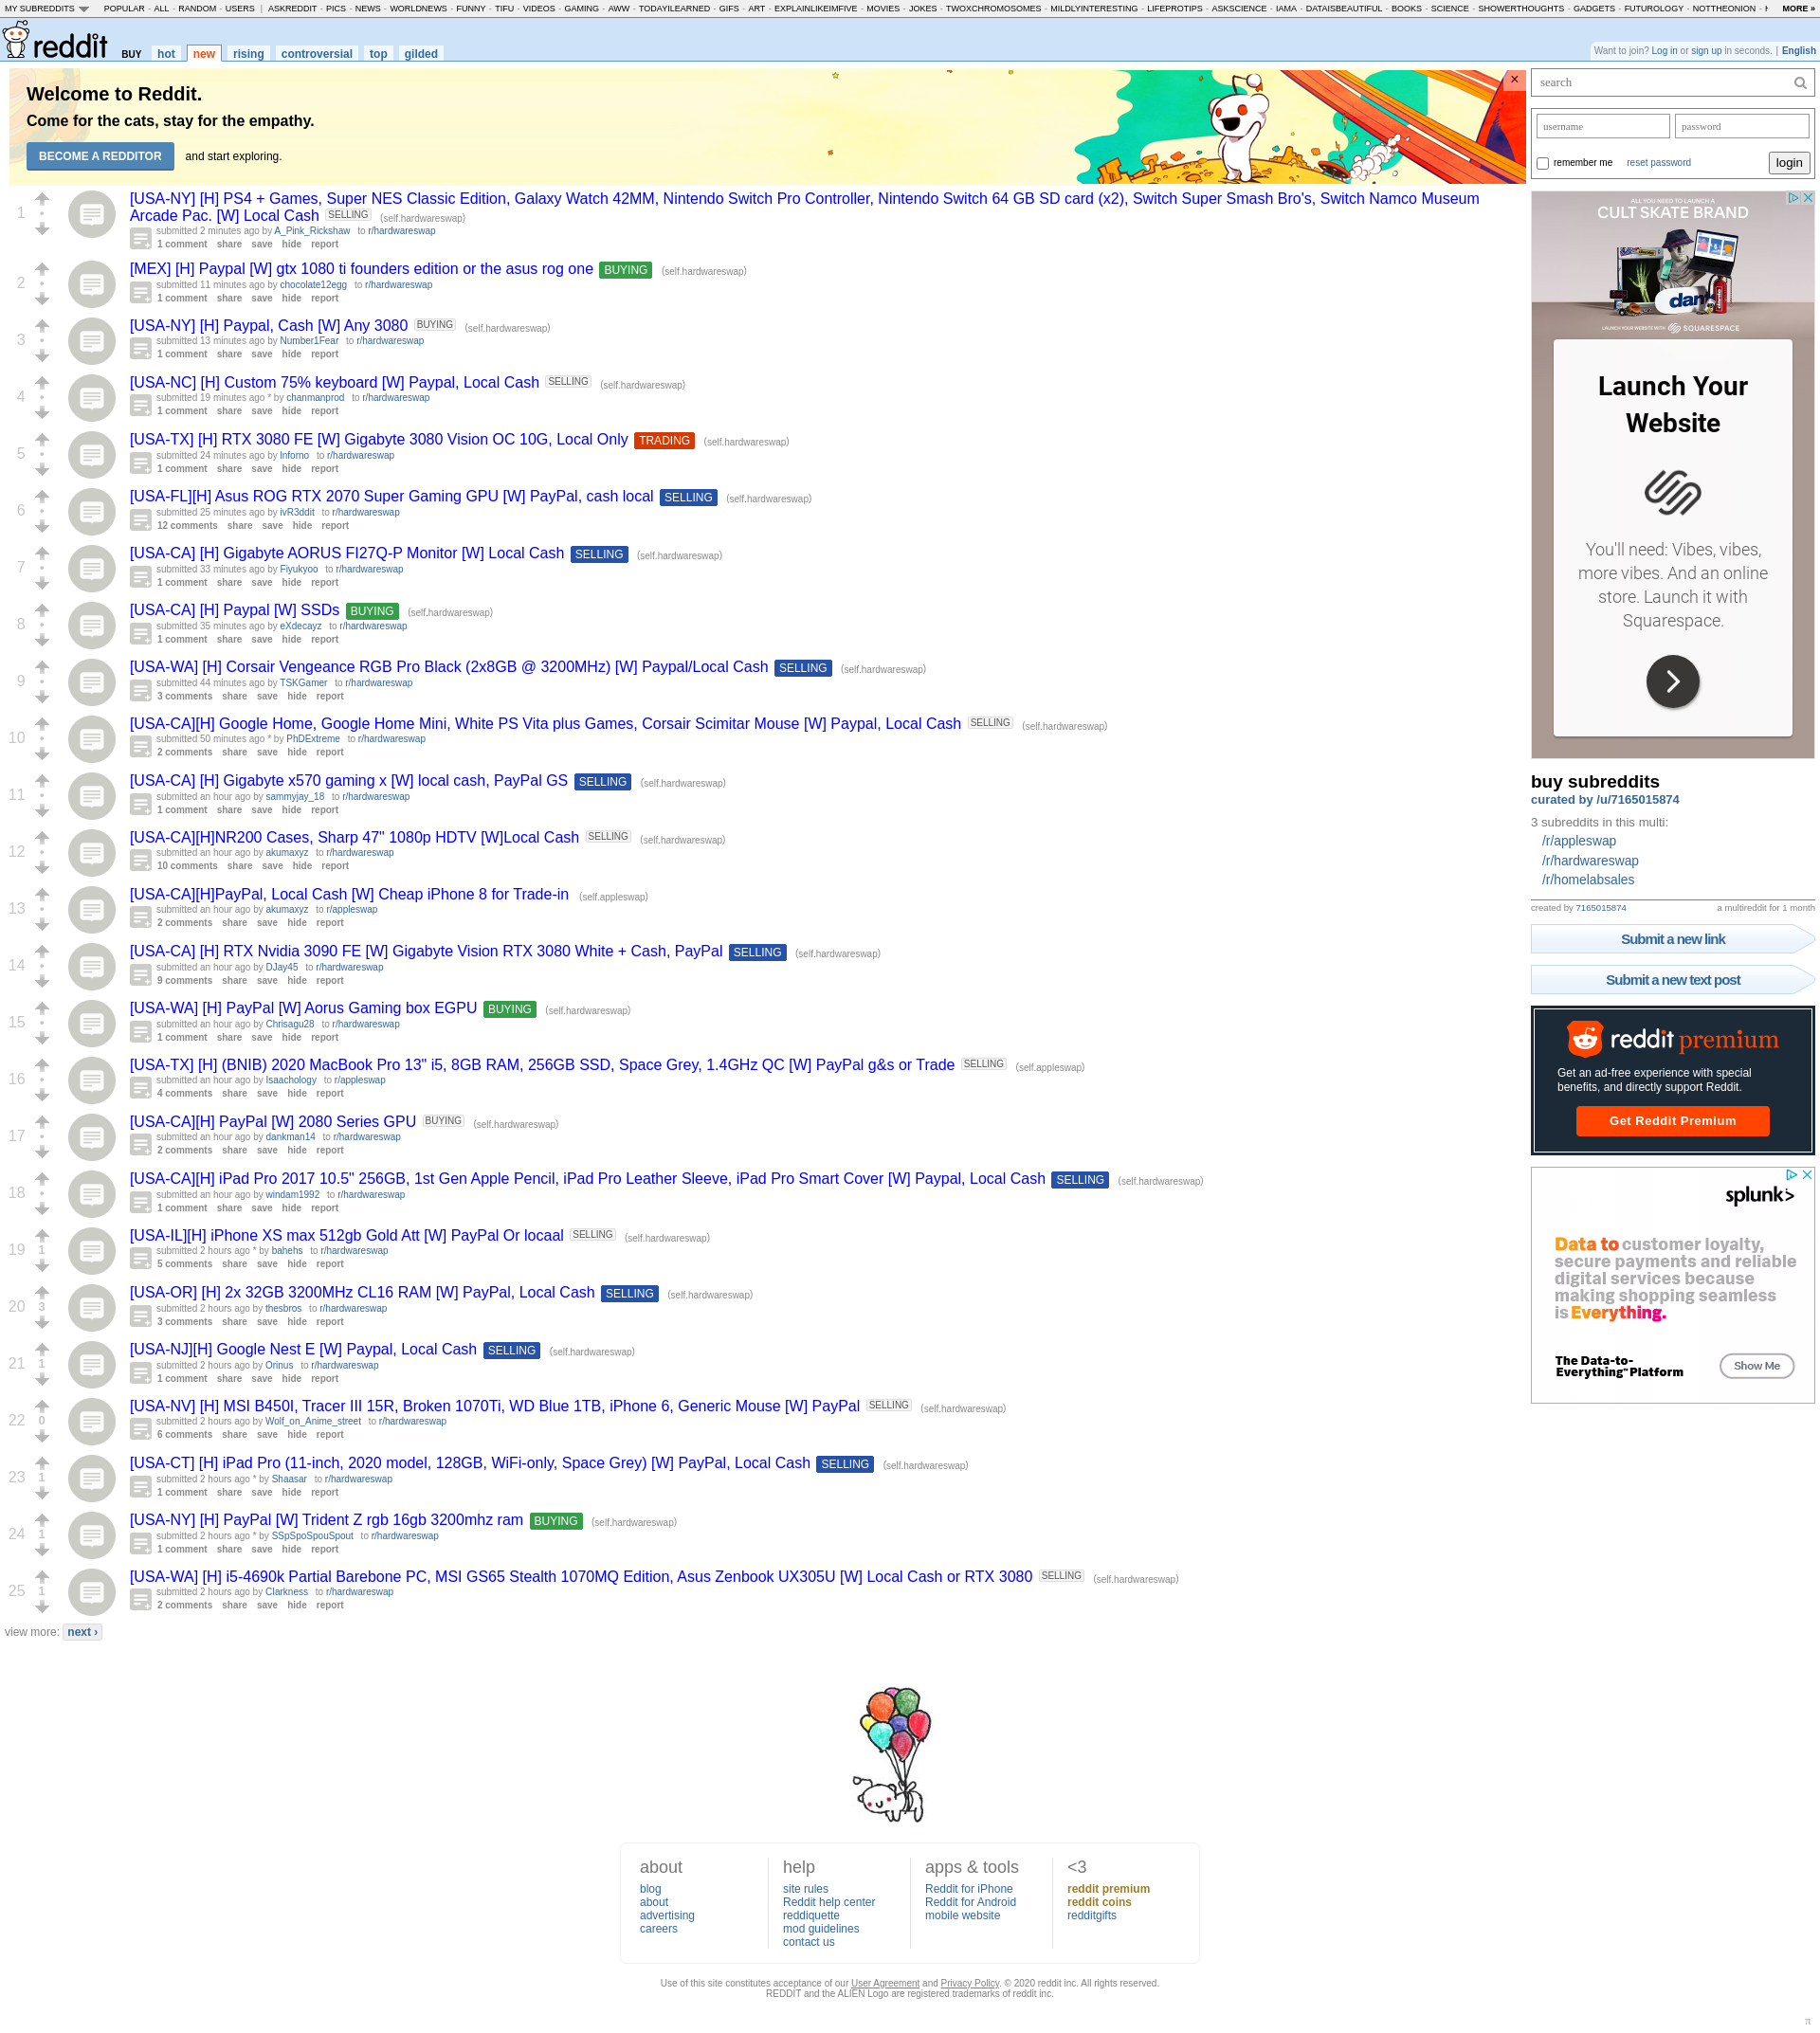 MY SUBREDDITS POPULAR - ALL - RANDOM - USERS | ASKREDDIT - PICS - NEWS - WORLDNEWS - FUNNY - TIFU - VIDEOS - GAMING - AWW - TODAYILEARNED - GIFS - ART - EXPLAINLIKEIMFIVE - MOVIES - JOKES - TWOXCHROMOSOMES - MILDLYINTERESTING - LIFEPROTIPS - ASKSCIENCE - IAMA - DATAISBEAUTIFUL - BOOKS - SCIENCE - SHOWERTHOUGHTS - GADGETS - FUTUROLOGY - NOTTHEONION - MORE »
reddit BUY hot new rising controversial top gilded
Want to join? Log in or sign up in seconds. | English
Welcome to Reddit.
Come for the cats, stay for the empathy.
BECOME A REDDITOR and start exploring.
×
1
[USA-NY] [H] PS4 + Games, Super NES Classic Edition, Galaxy Watch 42MM, Nintendo Switch Pro Controller, Nintendo Switch 64 GB SD card (x2), Switch Super Smash Bro's, Switch Namco Museum
Arcade Pac. [W] Local Cash SELLING (self.hardwareswap)
submitted 2 minutes ago by A_Pink_Rickshaw to r/hardwareswap
1 comment share save hide report
2
[MEX] [H] Paypal [W] gtx 1080 ti founders edition or the asus rog one BUYING (self.hardwareswap)
submitted 11 minutes ago by chocolate12egg to r/hardwareswap
1 comment share save hide report
3
[USA-NY] [H] Paypal, Cash [W] Any 3080 BUYING (self.hardwareswap)
submitted 13 minutes ago by Number1Fear to r/hardwareswap
1 comment share save hide report
4
[USA-NC] [H] Custom 75% keyboard [W] Paypal, Local Cash SELLING (self.hardwareswap)
submitted 19 minutes ago * by chanmanprod to r/hardwareswap
1 comment share save hide report
5
[USA-TX] [H] RTX 3080 FE [W] Gigabyte 3080 Vision OC 10G, Local Only TRADING (self.hardwareswap)
submitted 24 minutes ago by Inforno to r/hardwareswap
1 comment share save hide report
6
[USA-FL][H] Asus ROG RTX 2070 Super Gaming GPU [W] PayPal, cash local SELLING (self.hardwareswap)
submitted 25 minutes ago by ivR3ddit to r/hardwareswap
12 comments share save hide report
7
[USA-CA] [H] Gigabyte AORUS FI27Q-P Monitor [W] Local Cash SELLING (self.hardwareswap)
submitted 33 minutes ago by Fiyukyoo to r/hardwareswap
1 comment share save hide report
8
[USA-CA] [H] Paypal [W] SSDs BUYING (self.hardwareswap)
submitted 35 minutes ago by eXdecayz to r/hardwareswap
1 comment share save hide report
9
[USA-WA] [H] Corsair Vengeance RGB Pro Black (2x8GB @ 3200MHz) [W] Paypal/Local Cash SELLING (self.hardwareswap)
submitted 44 minutes ago by TSKGamer to r/hardwareswap
3 comments share save hide report
10
[USA-CA][H] Google Home, Google Home Mini, White PS Vita plus Games, Corsair Scimitar Mouse [W] Paypal, Local Cash SELLING (self.hardwareswap)
submitted 50 minutes ago * by PhDExtreme to r/hardwareswap
2 comments share save hide report
11
[USA-CA] [H] Gigabyte x570 gaming x [W] local cash, PayPal GS SELLING (self.hardwareswap)
submitted an hour ago by sammyjay_18 to r/hardwareswap
1 comment share save hide report
12
[USA-CA][H]NR200 Cases, Sharp 47" 1080p HDTV [W]Local Cash SELLING (self.hardwareswap)
submitted an hour ago by akumaxyz to r/hardwareswap
10 comments share save hide report
13
[USA-CA][H]PayPal, Local Cash [W] Cheap iPhone 8 for Trade-in (self.appleswap)
submitted an hour ago by akumaxyz to r/appleswap
2 comments share save hide report
14
[USA-CA] [H] RTX Nvidia 3090 FE [W] Gigabyte Vision RTX 3080 White + Cash, PayPal SELLING (self.hardwareswap)
submitted an hour ago by DJay45 to r/hardwareswap
9 comments share save hide report
15
[USA-WA] [H] PayPal [W] Aorus Gaming box EGPU BUYING (self.hardwareswap)
submitted an hour ago by Chrisagu28 to r/hardwareswap
1 comment share save hide report
16
[USA-TX] [H] (BNIB) 2020 MacBook Pro 13" i5, 8GB RAM, 256GB SSD, Space Grey, 1.4GHz QC [W] PayPal g&s or Trade SELLING (self.appleswap)
submitted an hour ago by Isaachology to r/appleswap
4 comments share save hide report
17
[USA-CA][H] PayPal [W] 2080 Series GPU BUYING (self.hardwareswap)
submitted an hour ago by dankman14 to r/hardwareswap
2 comments share save hide report
18
[USA-CA][H] iPad Pro 2017 10.5" 256GB, 1st Gen Apple Pencil, iPad Pro Leather Sleeve, iPad Pro Smart Cover [W] Paypal, Local Cash SELLING (self.hardwareswap)
submitted an hour ago by windam1992 to r/hardwareswap
1 comment share save hide report
19 1
[USA-IL][H] iPhone XS max 512gb Gold Att [W] PayPal Or locaal SELLING (self.hardwareswap)
submitted 2 hours ago * by bahehs to r/hardwareswap
5 comments share save hide report
20 3
[USA-OR] [H] 2x 32GB 3200MHz CL16 RAM [W] PayPal, Local Cash SELLING (self.hardwareswap)
submitted 2 hours ago by thesbros to r/hardwareswap
3 comments share save hide report
21 1
[USA-NJ][H] Google Nest E [W] Paypal, Local Cash SELLING (self.hardwareswap)
submitted 2 hours ago by Orinus to r/hardwareswap
1 comment share save hide report
22 0
[USA-NV] [H] MSI B450I, Tracer III 15R, Broken 1070Ti, WD Blue 1TB, iPhone 6, Generic Mouse [W] PayPal SELLING (self.hardwareswap)
submitted 2 hours ago by Wolf_on_Anime_street to r/hardwareswap
6 comments share save hide report
23 1
[USA-CT] [H] iPad Pro (11-inch, 2020 model, 128GB, WiFi-only, Space Grey) [W] PayPal, Local Cash SELLING (self.hardwareswap)
submitted 2 hours ago * by Shaasar to r/hardwareswap
1 comment share save hide report
24 1
[USA-NY] [H] PayPal [W] Trident Z rgb 16gb 3200mhz ram BUYING (self.hardwareswap)
submitted 2 hours ago * by SSpSpoSpouSpout to r/hardwareswap
1 comment share save hide report
25 1
[USA-WA] [H] i5-4690k Partial Barebone PC, MSI GS65 Stealth 1070MQ Edition, Asus Zenbook UX305U [W] Local Cash or RTX 3080 SELLING (self.hardwareswap)
submitted 2 hours ago by Clarkness to r/hardwareswap
2 comments share save hide report
view more: next ›
search
username password
remember me reset password login
ALL YOU NEED TO LAUNCH A
CULT SKATE BRAND
dam
LAUNCH YOUR WEBSITE WITH SQUARESPACE
Launch Your
Website
You'll need: Vibes, vibes,
more vibes. And an online
store. Launch it with
Squarespace.
buy subreddits
curated by /u/7165015874
3 subreddits in this multi:
/r/appleswap
/r/hardwareswap
/r/homelabsales
created by 7165015874 a multireddit for 1 month
Submit a new link
Submit a new text post
reddit premium
Get an ad-free experience with special
benefits, and directly support Reddit.
Get Reddit Premium
splunk>
Data to customer loyalty,
secure payments and reliable
digital services because
making shopping seamless
is Everything.
The Data-to-
Everything™ Platform
Show Me
about
blog
about
advertising
careers
help
site rules
Reddit help center
reddiquette
mod guidelines
contact us
apps & tools
Reddit for iPhone
Reddit for Android
mobile website
<3
reddit premium
reddit coins
redditgifts
Use of this site constitutes acceptance of our User Agreement and Privacy Policy. © 2020 reddit inc. All rights reserved.
REDDIT and the ALIEN Logo are registered trademarks of reddit inc.
π